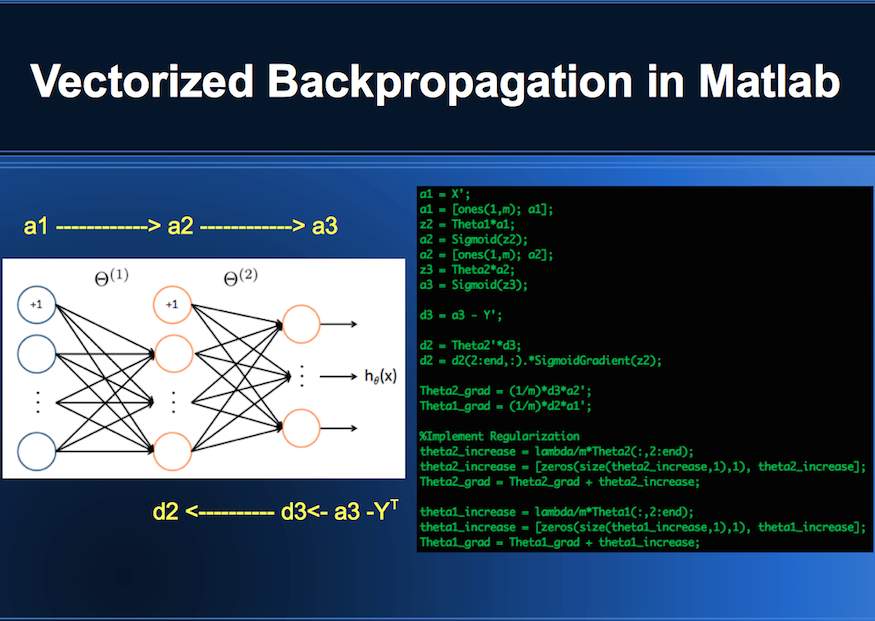 Vectorized Backpropagation in Matlab
a1 ------------> a2 ------------> a3
Θ(1) Θ(2)
+1 +1
hθ(x)
d2 <---------- d3<- a3 -Yᵀ
a1 = X';
a1 = [ones(1,m); a1];
z2 = Theta1*a1;
a2 = Sigmoid(z2);
a2 = [ones(1,m); a2];
z3 = Theta2*a2;
a3 = Sigmoid(z3);
d3 = a3 - Y';
d2 = Theta2'*d3;
d2 = d2(2:end,:).*SigmoidGradient(z2);
Theta2_grad = (1/m)*d3*a2';
Theta1_grad = (1/m)*d2*a1';
%Implement Regularization
theta2_increase = lambda/m*Theta2(:,2:end);
theta2_increase = [zeros(size(theta2_increase,1),1), theta2_increase];
Theta2_grad = Theta2_grad + theta2_increase;
theta1_increase = lambda/m*Theta1(:,2:end);
theta1_increase = [zeros(size(theta1_increase,1),1), theta1_increase];
Theta1_grad = Theta1_grad + theta1_increase;